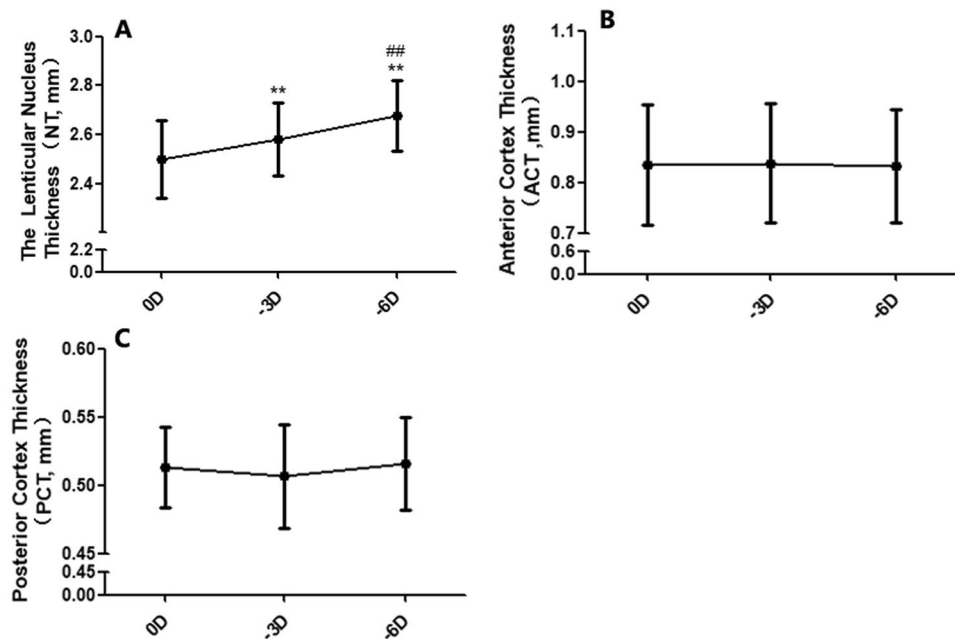 A
The Lenticular Nucleus
Thickness (NT, mm)
3.0
2.8
2.6
2.4
2.2
0.0
**
##
**
0D
-3D
-6D
B
Anterior Cortex Thickness
(ACT ,mm)
1.1
1.0
0.9
0.8
0.7
0.6
0.0
0D
-3D
-6D
C
Posterior Cortex Thickness
(PCT, mm)
0.60
0.55
0.50
0.45
0.45
0.00
0D
-3D
-6D